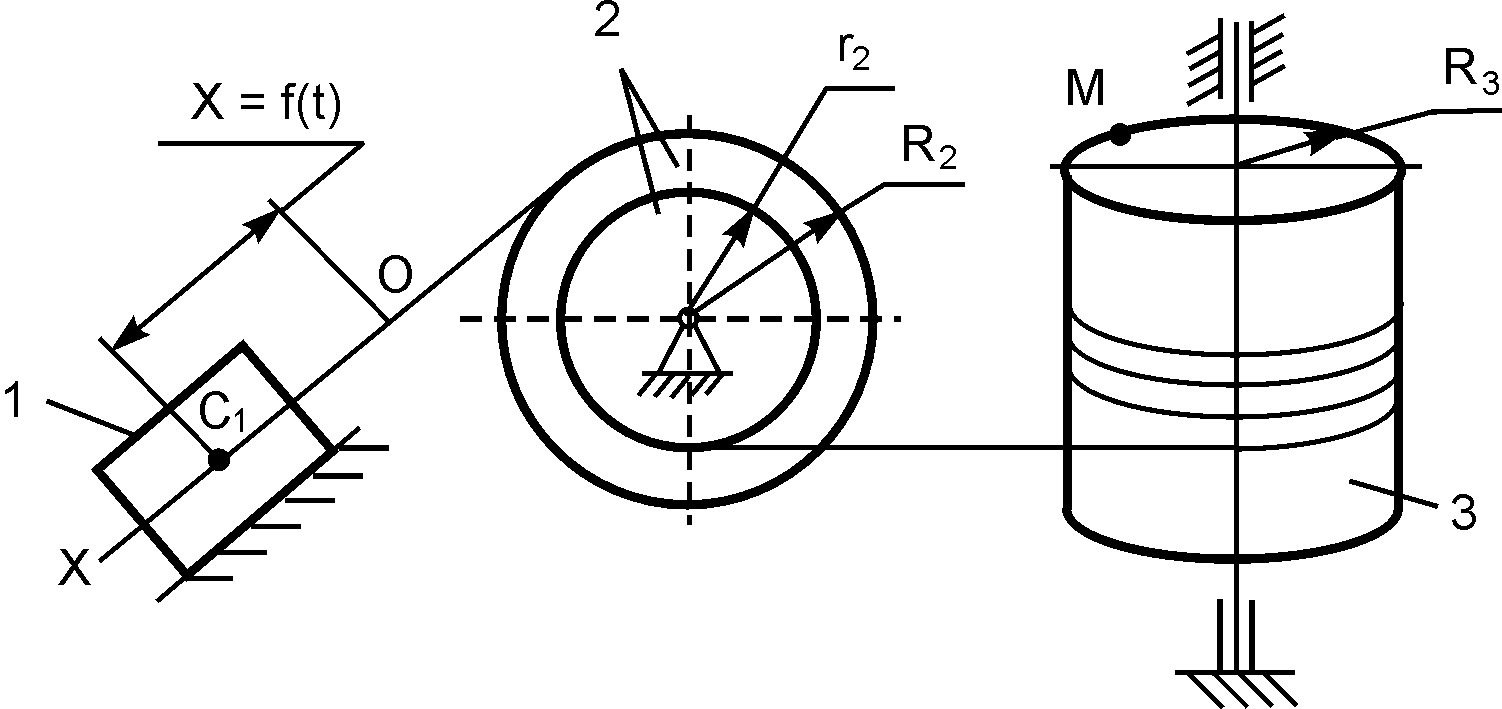 2
r₂
R₃
X = f(t)
M
R₂
O
1
C₁
3
X